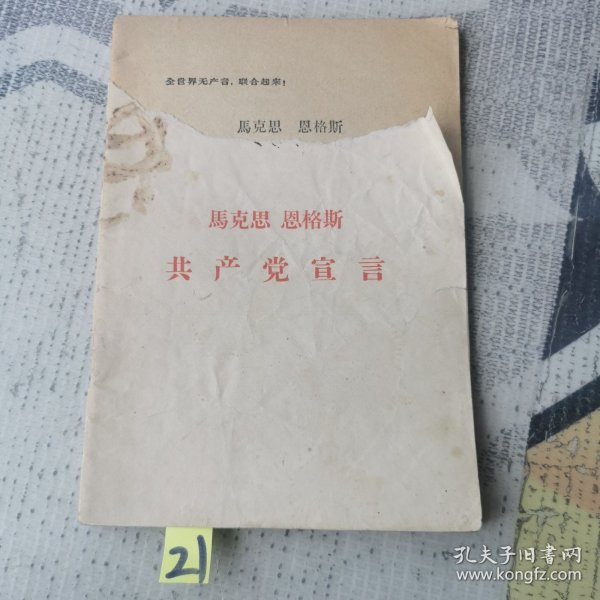 全世界无产者，联合起来！
馬克思 恩格斯
馬克思 恩格斯
共产党宣言
21
孔夫子旧書网
www.kongfz.com